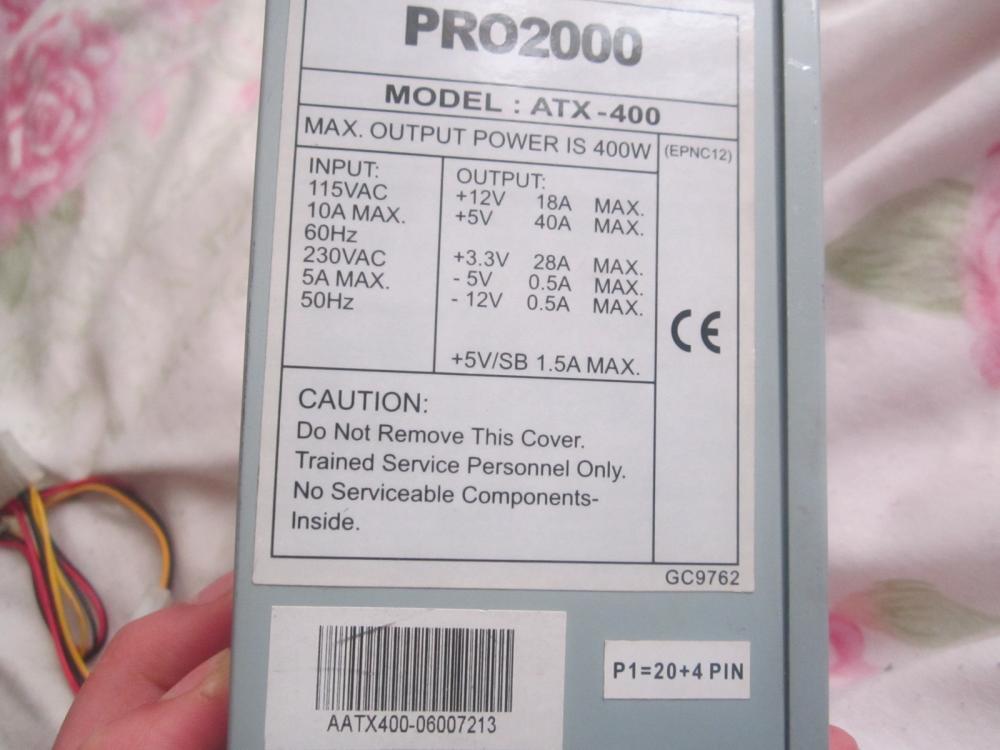 PRO2000
MODEL : ATX-400
MAX. OUTPUT POWER IS 400W
(EPNC12)
INPUT:
115VAC
10A MAX.
60Hz
230VAC
5A MAX.
50Hz
OUTPUT:
+12V 18A MAX.
+5V 40A MAX.
+3.3V 28A MAX.
- 5V 0.5A MAX.
- 12V 0.5A MAX.
+5V/SB 1.5A MAX.
CE
CAUTION:
Do Not Remove This Cover.
Trained Service Personnel Only.
No Serviceable Components-
Inside.
GC9762
AATX400-06007213
P1=20+4 PIN